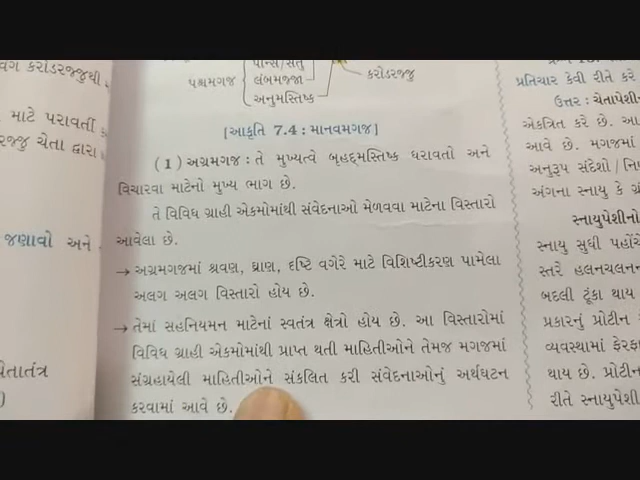 વગ કરોડરજ્જુથી
માટે પરાવર્તી
રજ્જુ ચેતા દ્વારા
જણાવો અને
ચેતાતંત્ર
પશ્ચમગજ
પોન્સ/સેતુ
લંબમજ્જા
અનુમસ્તિષ્ક
કરોડરજ્જુ
[આકૃતિ 7.4 : માનવમગજ]
(1) અગ્રમગજ : તે મુખ્યત્વે બૃહદ્દમસ્તિષ્ક ધરાવતો અને
વિચારવા માટેનો મુખ્ય ભાગ છે.
તે વિવિધ ગ્રાહી એકમોમાંથી સંવેદનાઓ મેળવવા માટેના વિસ્તારો
આવેલા છે.
→ અગ્રમગજમાં શ્રવણ, ઘ્રાણ, દૃષ્ટિ વગેરે માટે વિશિષ્ટીકરણ પામેલા
અલગ અલગ વિસ્તારો હોય છે.
→ તેમાં સહનિયમન માટેનાં સ્વતંત્ર ક્ષેત્રો હોય છે. આ વિસ્તારોમાં
વિવિધ ગ્રાહી એકમોમાંથી પ્રાપ્ત થતી માહિતીઓને તેમજ મગજમાં
સંગ્રહાયેલી માહિતીઓને સંકલિત કરી સંવેદનાઓનું અર્થઘટન
કરવામાં આવે છે.
પ્રતિચાર કેવી રીતે કરે
ઉત્તર : ચેતાપેશીન
એકત્રિત કરે છે. આ
આવે છે. મગજમાં
અનુરૂપ સંદેશો / નિ
અંગના સ્નાયુ કે ગ્ર
સ્નાયુપેશીનો
સ્નાયુ સુધી પહોંચે
સ્તરે હલનચલન
બદલી ટૂંકા થાય
પ્રકારનું પ્રોટીન
વ્યવસ્થામાં ફેરફા
થાય છે. પ્રોટીન
રીતે સ્નાયુપેશી